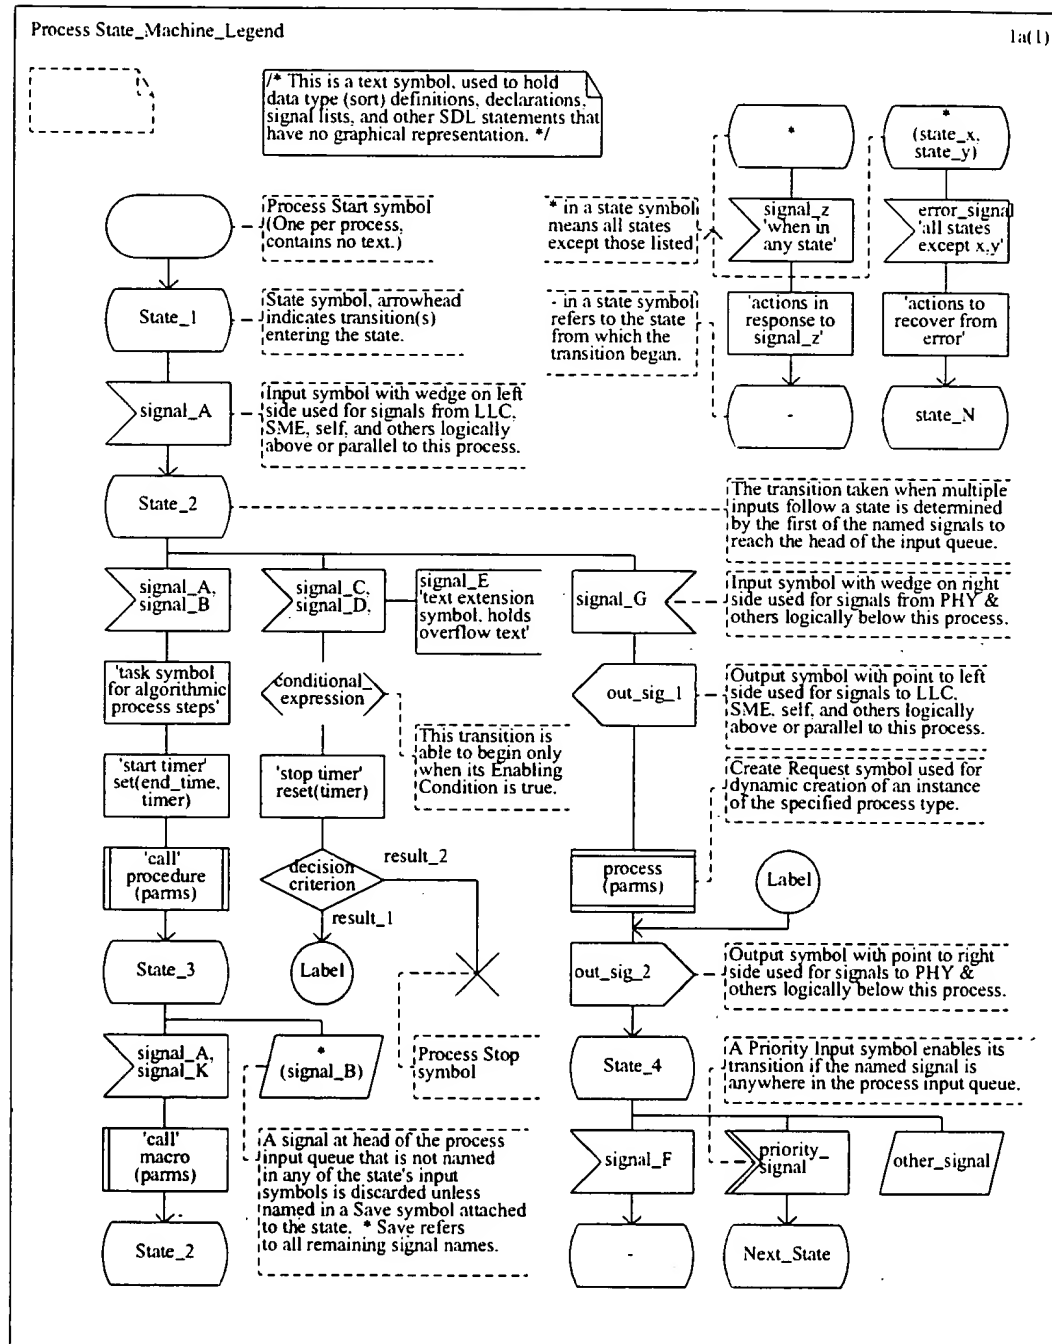 Process State_Machine_Legend
1a(1)
/* This is a text symbol, used to hold
data type (sort) definitions, declarations,
signal lists, and other SDL statements that
have no graphical representation. */
*
*
(state_x,
state_y)
Process Start symbol
(One per process,
contains no text.)
* in a state symbol
means all states
except those listed
signal_z
'when in
any state'
error_signal
'all states
except x,y'
State_1
State symbol, arrowhead
indicates transition(s)
entering the state.
- in a state symbol
refers to the state
from which the
transition began.
'actions in
response to
signal_z'
'actions to
recover from
error'
signal_A
Input symbol with wedge on left
side used for signals from LLC,
SME, self, and others logically
above or parallel to this process.
-
state_N
State_2
The transition taken when multiple
inputs follow a state is determined
by the first of the named signals to
reach the head of the input queue.
signal_A,
signal_B
signal_C,
signal_D,
signal_E
'text extension
symbol, holds
overflow text'
signal_G
Input symbol with wedge on right
side used for signals from PHY &
others logically below this process.
'task symbol
for algorithmic
process steps'
conditional_
expression
out_sig_1
Output symbol with point to left
side used for signals to LLC,
SME, self, and others logically
above or parallel to this process.
This transition is
able to begin only
when its Enabling
Condition is true.
'start timer'
set(end_time,
timer)
'stop timer'
reset(timer)
Create Request symbol used for
dynamic creation of an instance
of the specified process type.
'call'
procedure
(parms)
decision
criterion
result_2
result_1
process
(parms)
Label
State_3
Label
out_sig_2
Output symbol with point to right
side used for signals to PHY &
others logically below this process.
signal_A,
signal_K
*
(signal_B)
Process Stop
symbol
State_4
A Priority Input symbol enables its
transition if the named signal is
anywhere in the process input queue.
'call'
macro
(parms)
A signal at head of the process
input queue that is not named
in any of the state's input
symbols is discarded unless
named in a Save symbol attached
to the state. * Save refers
to all remaining signal names.
signal_F
priority_
signal
other_signal
State_2
-
Next_State